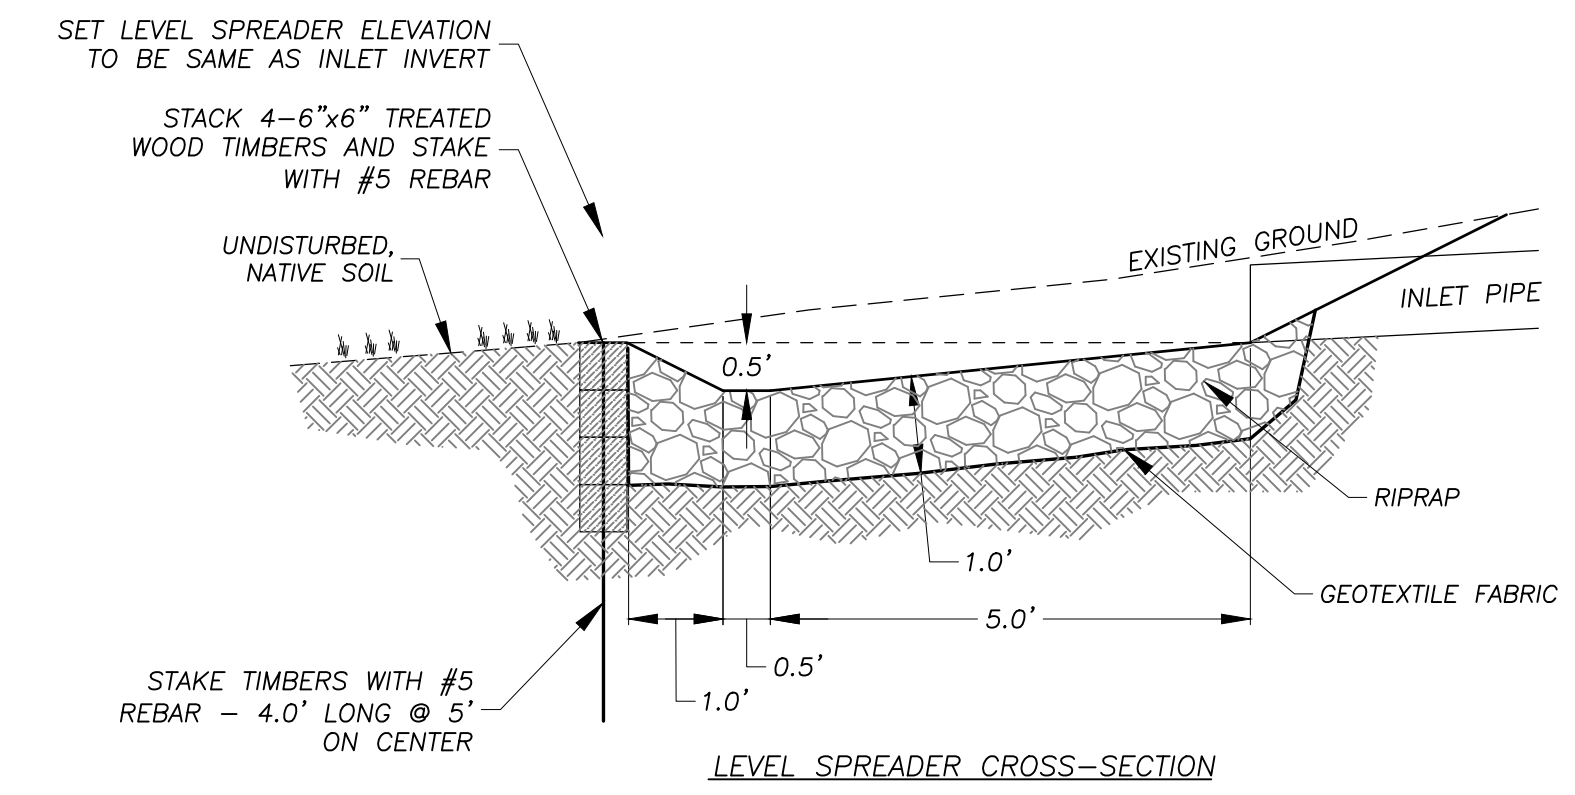 SET LEVEL SPREADER ELEVATION
TO BE SAME AS INLET INVERT
STACK 4-6"x6" TREATED
WOOD TIMBERS AND STAKE
WITH #5 REBAR
UNDISTURBED,
NATIVE SOIL
EXISTING GROUND
INLET PIPE
0.5'
RIPRAP
1.0'
GEOTEXTILE FABRIC
5.0'
0.5'
1.0'
STAKE TIMBERS WITH #5
REBAR - 4.0' LONG @ 5'
ON CENTER
LEVEL SPREADER CROSS-SECTION